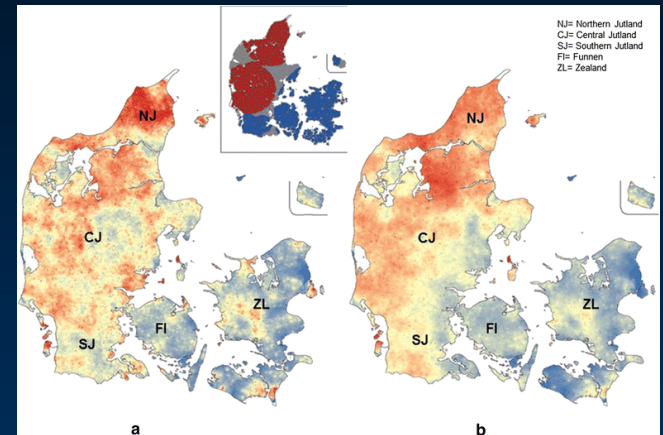 NJ= Northern Jutland
CJ= Central Jutland
SJ= Southern Jutland
FI= Funnen
ZL= Zealand
NJ
CJ
SJ
FI
ZL
a
NJ
CJ
SJ
FI
ZL
b